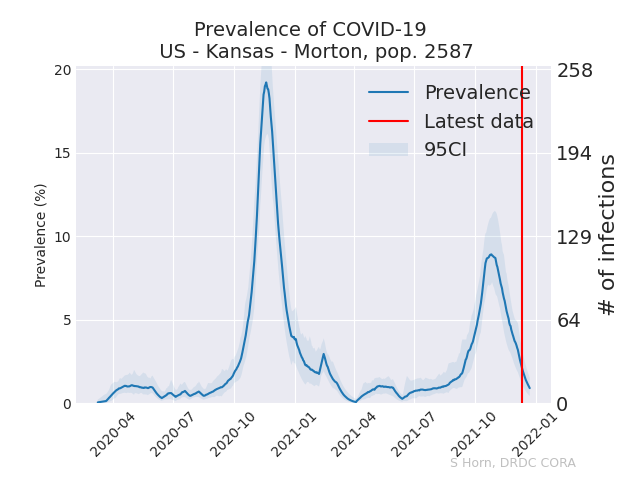 Prevalence of COVID-19
US - Kansas - Morton, pop. 2587
Prevalence
Latest data
95CI
Prevalence (%)
20
15
10
5
0
258
194
129
64
0
# of infections
2020-04
2020-07
2020-10
2021-01
2021-04
2021-07
2021-10
2022-01
S Horn, DRDC CORA